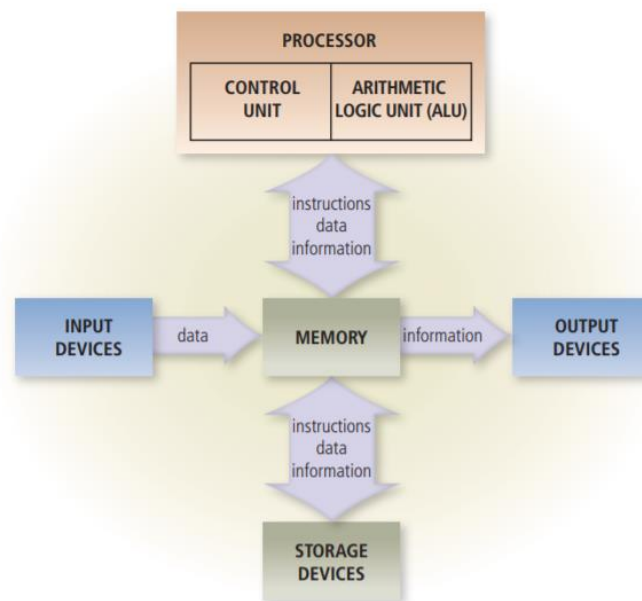 PROCESSOR
CONTROL
UNIT
ARITHMETIC
LOGIC UNIT (ALU)
instructions
data
information
INPUT
DEVICES
data
MEMORY
information
OUTPUT
DEVICES
instructions
data
information
STORAGE
DEVICES